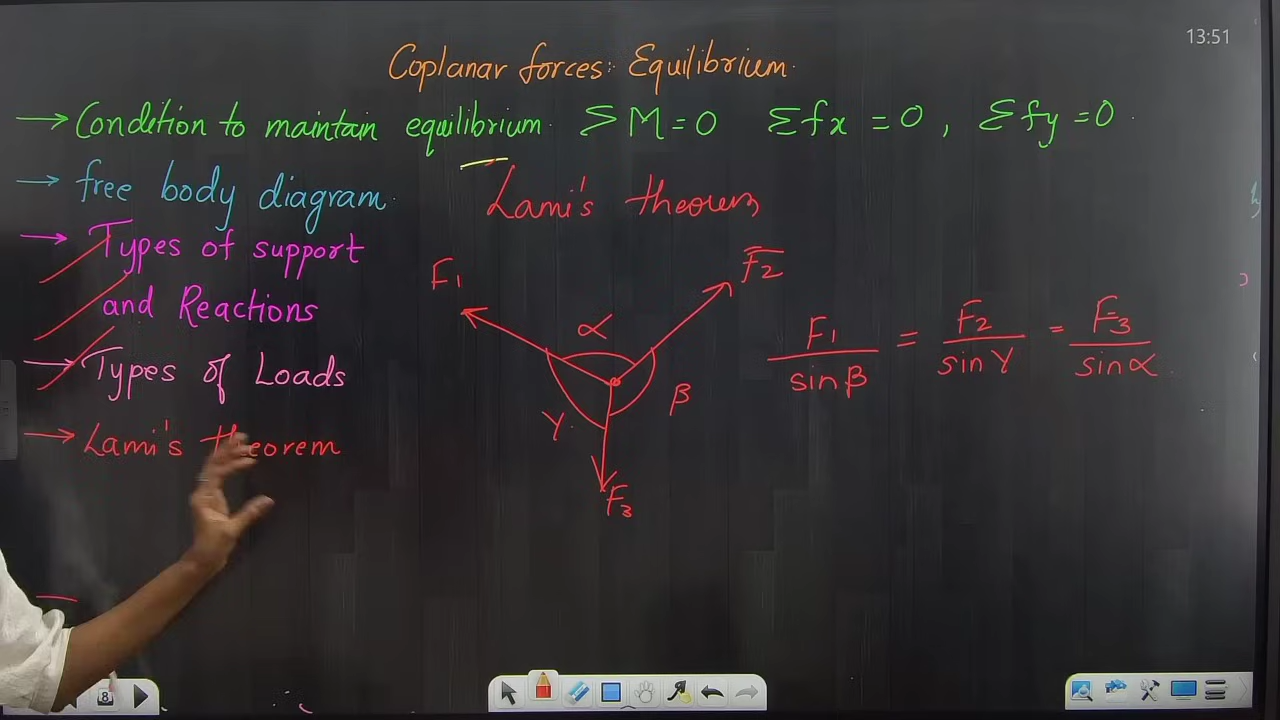 13:51
Coplanar forces: Equilibrium.
→ Condition to maintain equilibrium. ΣM=0 Σfx=0, Σfy=0.
→ free body diagram.
Lami's theorem
→ Types of support
and Reactions
→ Types of Loads
→ Lami's theorem
F1
F2
α
β
γ
F3
F1/sinβ = F2/sinγ = F3/sinα
8